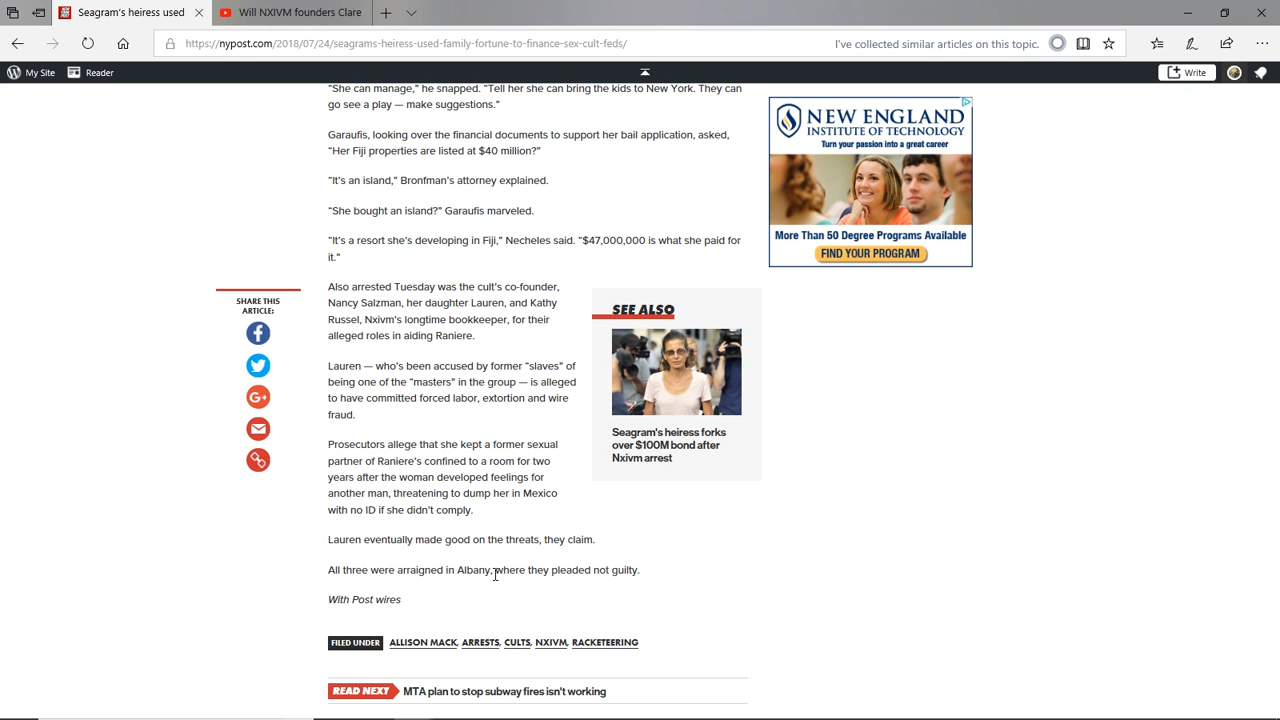 Seagram's heiress used
Will NXIVM founders Clare
https://nypost.com/2018/07/24/seagrams-heiress-used-family-fortune-to-finance-sex-cult-feds/
I've collected similar articles on this topic.
My Site
Reader
Write
"She can manage," he snapped. "Tell her she can bring the kids to New York. They can
go see a play — make suggestions."
Garaufis, looking over the financial documents to support her bail application, asked,
"Her Fiji properties are listed at $40 million?"
"It's an island," Bronfman's attorney explained.
"She bought an island?" Garaufis marveled.
"It's a resort she's developing in Fiji," Necheles said. "$47,000,000 is what she paid for
it."
Also arrested Tuesday was the cult's co-founder,
Nancy Salzman, her daughter Lauren, and Kathy
Russel, Nxivm's longtime bookkeeper, for their
alleged roles in aiding Raniere.
Lauren — who's been accused by former "slaves" of
being one of the "masters" in the group — is alleged
to have committed forced labor, extortion and wire
fraud.
Prosecutors allege that she kept a former sexual
partner of Raniere's confined to a room for two
years after the woman developed feelings for
another man, threatening to dump her in Mexico
with no ID if she didn't comply.
Lauren eventually made good on the threats, they claim.
All three were arraigned in Albany, where they pleaded not guilty.
With Post wires
FILED UNDER ALLISON MACK, ARRESTS, CULTS, NXIVM, RACKETEERING
READ NEXT MTA plan to stop subway fires isn't working
SHARE THIS
ARTICLE:
G+
SEE ALSO
Seagram's heiress forks
over $100M bond after
Nxivm arrest
NEW ENGLAND
INSTITUTE OF TECHNOLOGY
Turn your passion into a great career
More Than 50 Degree Programs Available
FIND YOUR PROGRAM